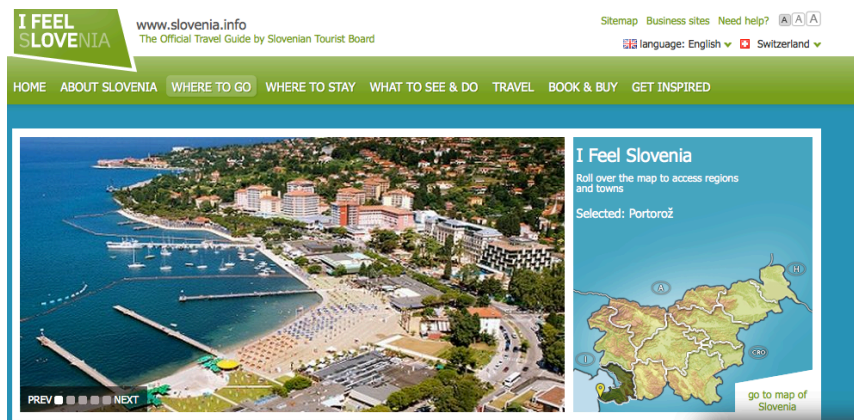 I FEEL
SLOVENIA
www.slovenia.info
The Official Travel Guide by Slovenian Tourist Board
Sitemap Business sites Need help? A A A
language: English Switzerland
HOME ABOUT SLOVENIA WHERE TO GO WHERE TO STAY WHAT TO SEE & DO TRAVEL BOOK & BUY GET INSPIRED
I Feel Slovenia
Roll over the map to access regions
and towns
Selected: Portorož
H
A
CRO
I
PREV NEXT
go to map of
Slovenia